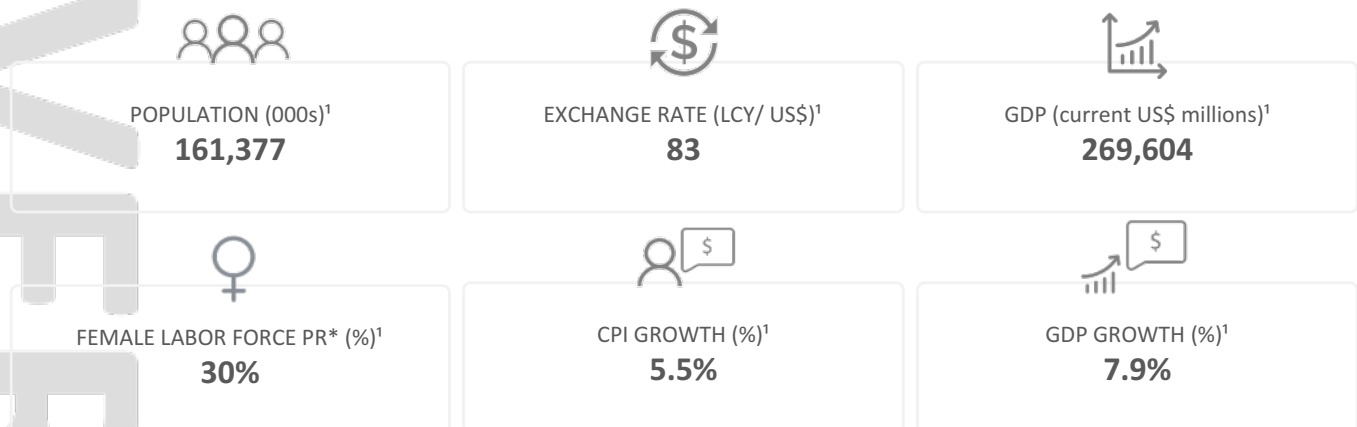 POPULATION (000s)¹
161,377
EXCHANGE RATE (LCY/ US$)¹
83
GDP (current US$ millions)¹
269,604
FEMALE LABOR FORCE PR* (%)¹
30%
CPI GROWTH (%)¹
5.5%
GDP GROWTH (%)¹
7.9%